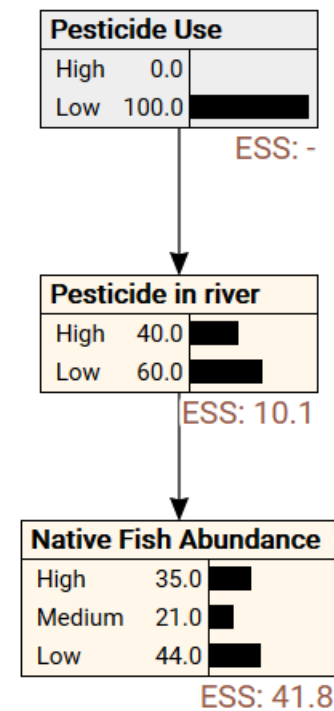 Pesticide Use
High 0.0
Low 100.0
ESS: -
Pesticide in river
High 40.0
Low 60.0
ESS: 10.1
Native Fish Abundance
High 35.0
Medium 21.0
Low 44.0
ESS: 41.8